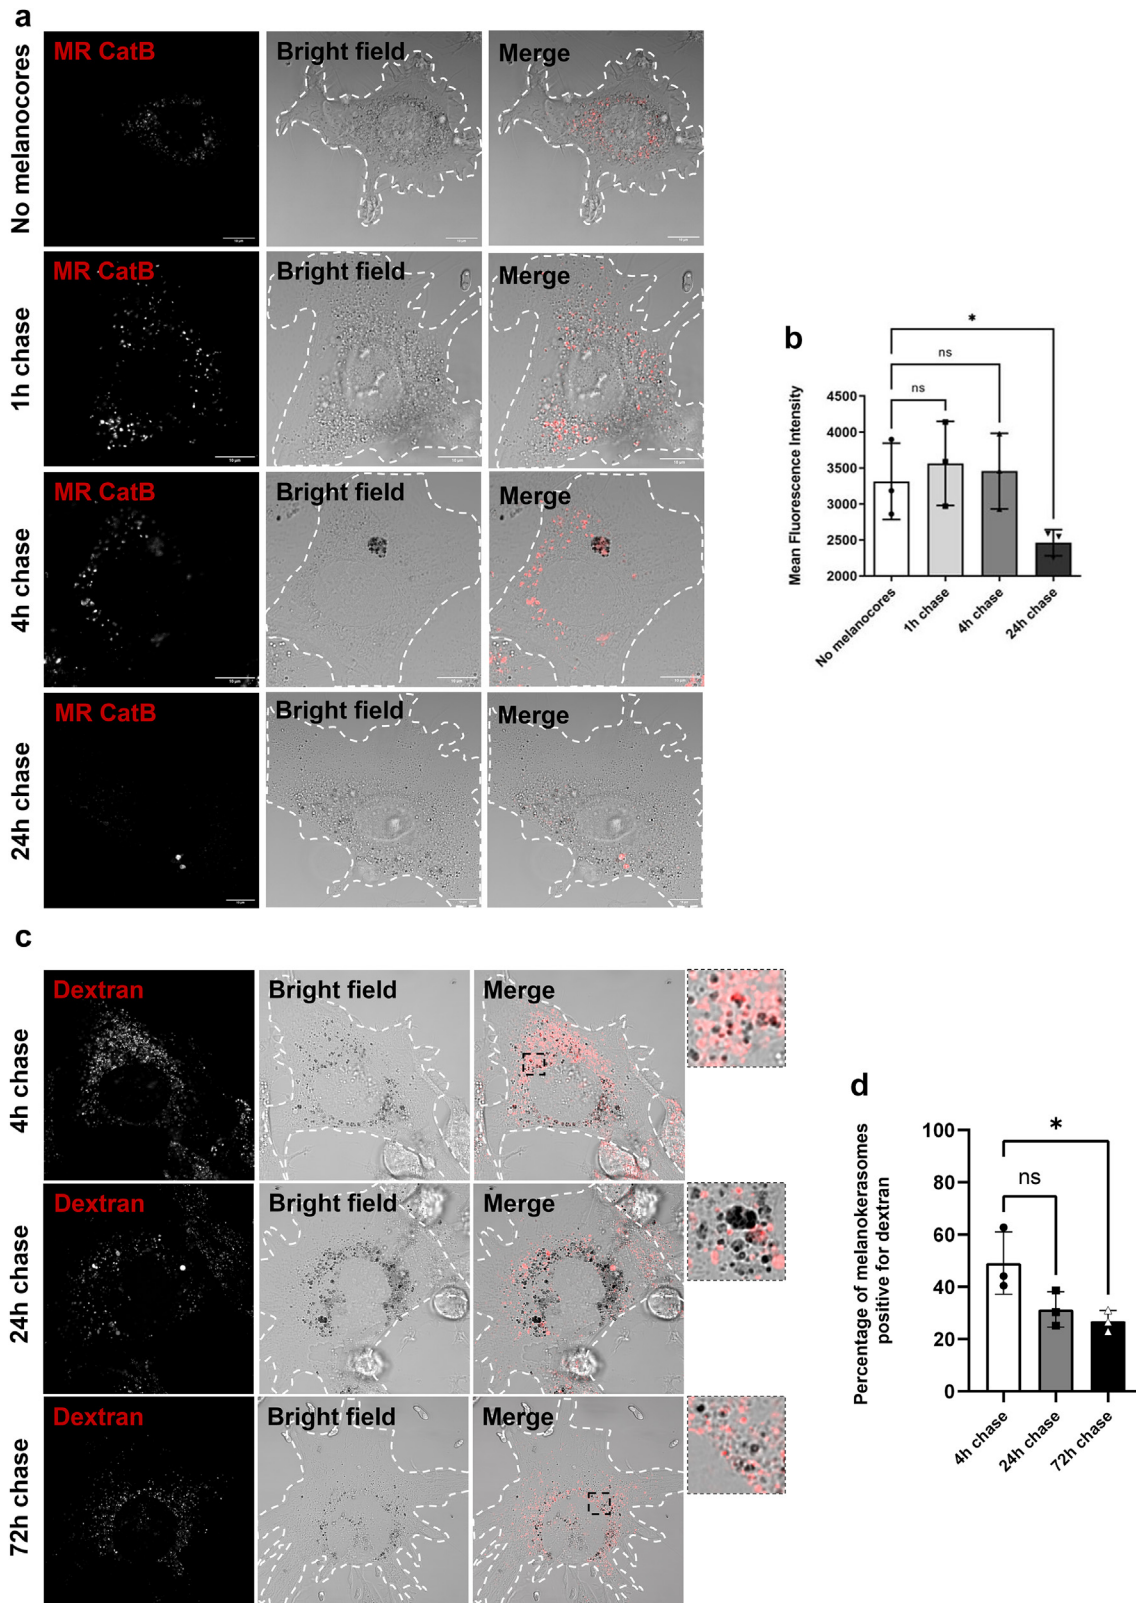 a
No melanocores
MR CatB
Bright field
Merge
1h chase
MR CatB
Bright field
Merge
4h chase
MR CatB
Bright field
Merge
24h chase
MR CatB
Bright field
Merge
b
Mean Fluorescence Intensity
4500
4000
3500
3000
2500
2000
ns
ns
*
No melanocores
1h chase
4h chase
24h chase
c
4h chase
Dextran
Bright field
Merge
24h chase
Dextran
Bright field
Merge
72h chase
Dextran
Bright field
Merge
d
Percentage of melanokerasomes
positive for dextran
100
80
60
40
20
0
ns
*
4h chase
24h chase
72h chase